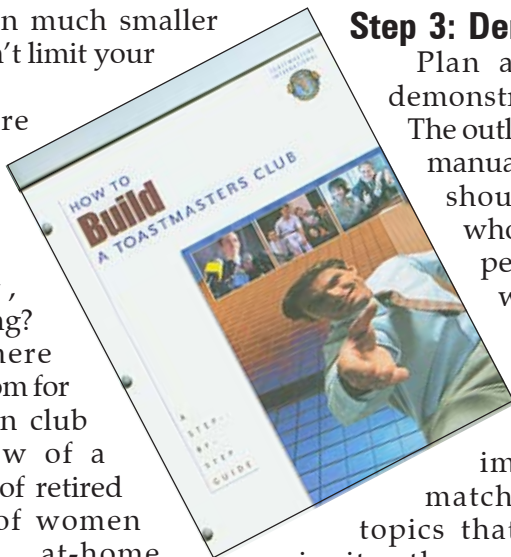 n much smaller
n't limit your
re
,
ng?
here
om for
n club
w of a
of retired
of women
at-home
TOASTMASTERS
INTERNATIONAL
HOW TO
Build
A TOASTMASTERS CLUB
A
STEP-
BY-
STEP
GUIDE
Step 3: De
Plan a
demonstr
The outl
manua
shou
who
pe
w
im
match
topics that